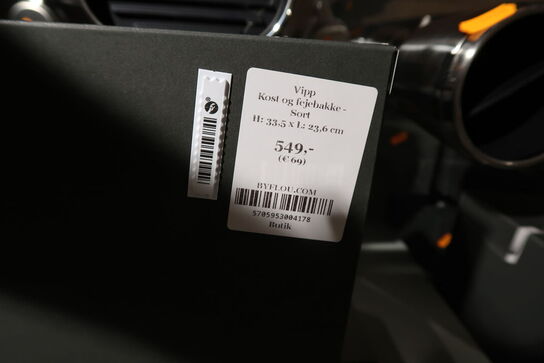 Vipp
Kost og fejebakke -
Sort
H: 33,5 x L: 23,6 cm
549,-
(€ 69)
BYFLOU.COM
5705953004178
Butik